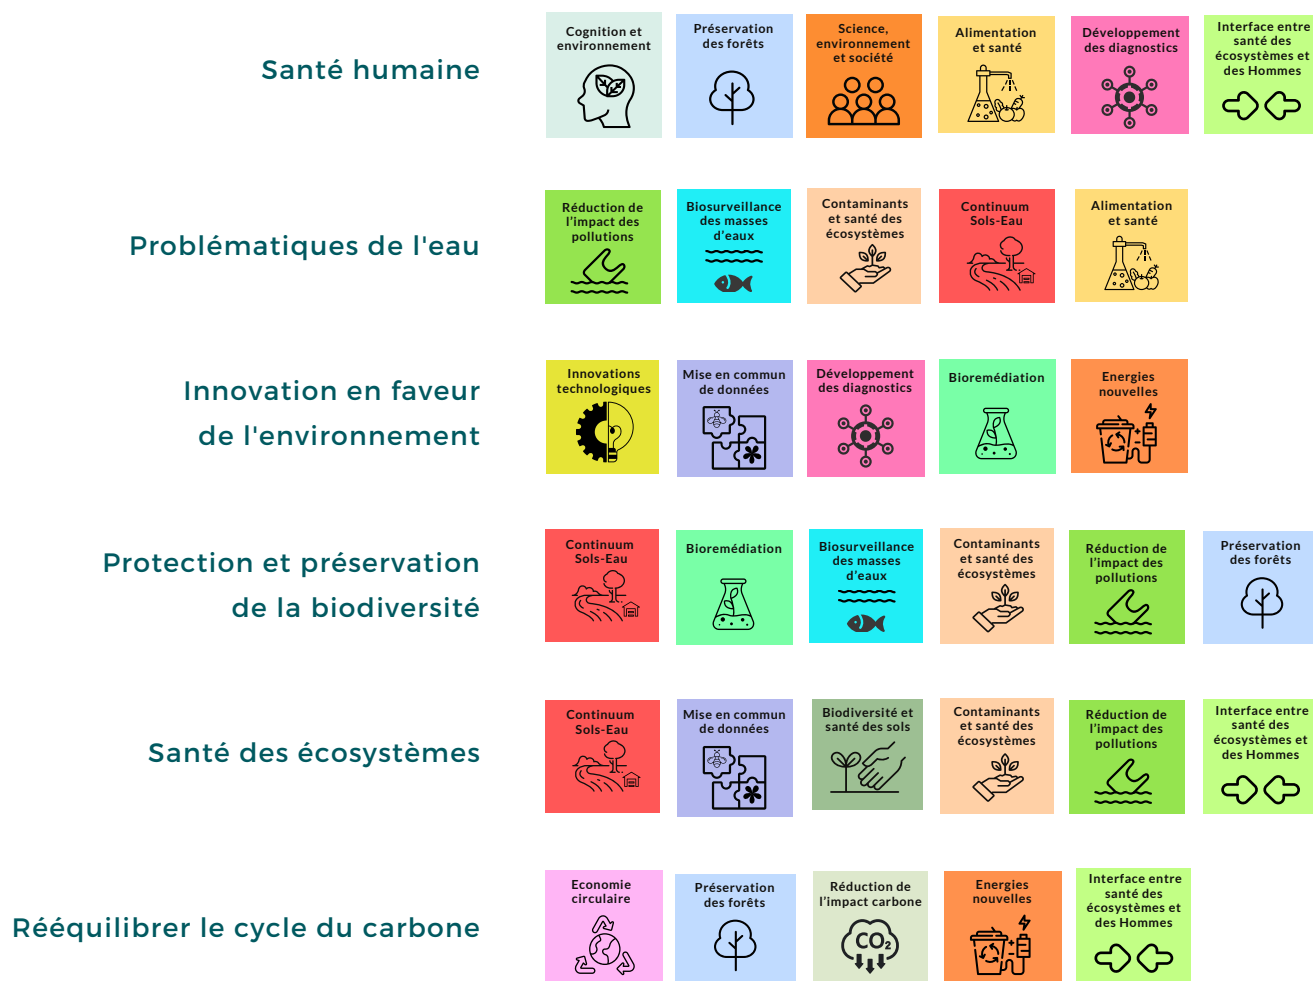 Santé humaine
Cognition et
environnement
Préservation
des forêts
Science,
environnement
et société
Alimentation
et santé
Développement
des diagnostics
Interface entre
santé des
écosystèmes et
des Hommes
Problématiques de l'eau
Réduction de
l’impact des
pollutions
Biosurveillance
des masses
d’eaux
Contaminants
et santé des
écosystèmes
Continuum
Sols-Eau
Alimentation
et santé
Innovation en faveur
de l'environnement
Innovations
technologiques
Mise en commun
de données
Développement
des diagnostics
Bioremédiation
Energies
nouvelles
Protection et préservation
de la biodiversité
Continuum
Sols-Eau
Bioremédiation
Biosurveillance
des masses
d’eaux
Contaminants
et santé des
écosystèmes
Réduction de
l’impact des
pollutions
Préservation
des forêts
Santé des écosystèmes
Continuum
Sols-Eau
Mise en commun
de données
Biodiversité et
santé des sols
Contaminants
et santé des
écosystèmes
Réduction de
l’impact des
pollutions
Interface entre
santé des
écosystèmes et
des Hommes
Rééquilibrer le cycle du carbone
Economie
circulaire
Préservation
des forêts
Réduction de
l’impact carbone
CO2
Energies
nouvelles
Interface entre
santé des
écosystèmes et
des Hommes